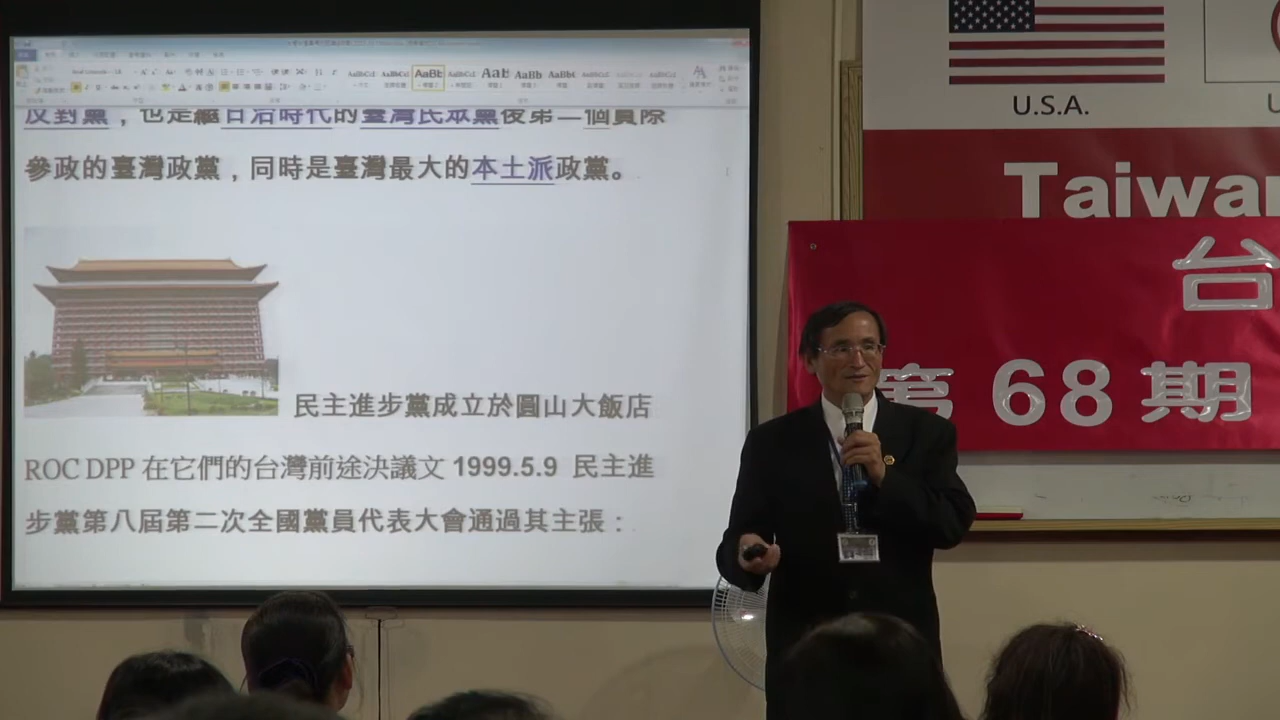 反對黨，也是繼日治時代的臺灣民眾黨後第二個實際
參政的臺灣政黨，同時是臺灣最大的本土派政黨。
民主進步黨成立於圓山大飯店
ROC DPP 在它們的台灣前途決議文 1999.5.9 民主進
步黨第八屆第二次全國黨員代表大會通過其主張：
U.S.A.
U
Taiwan
台
第 68 期